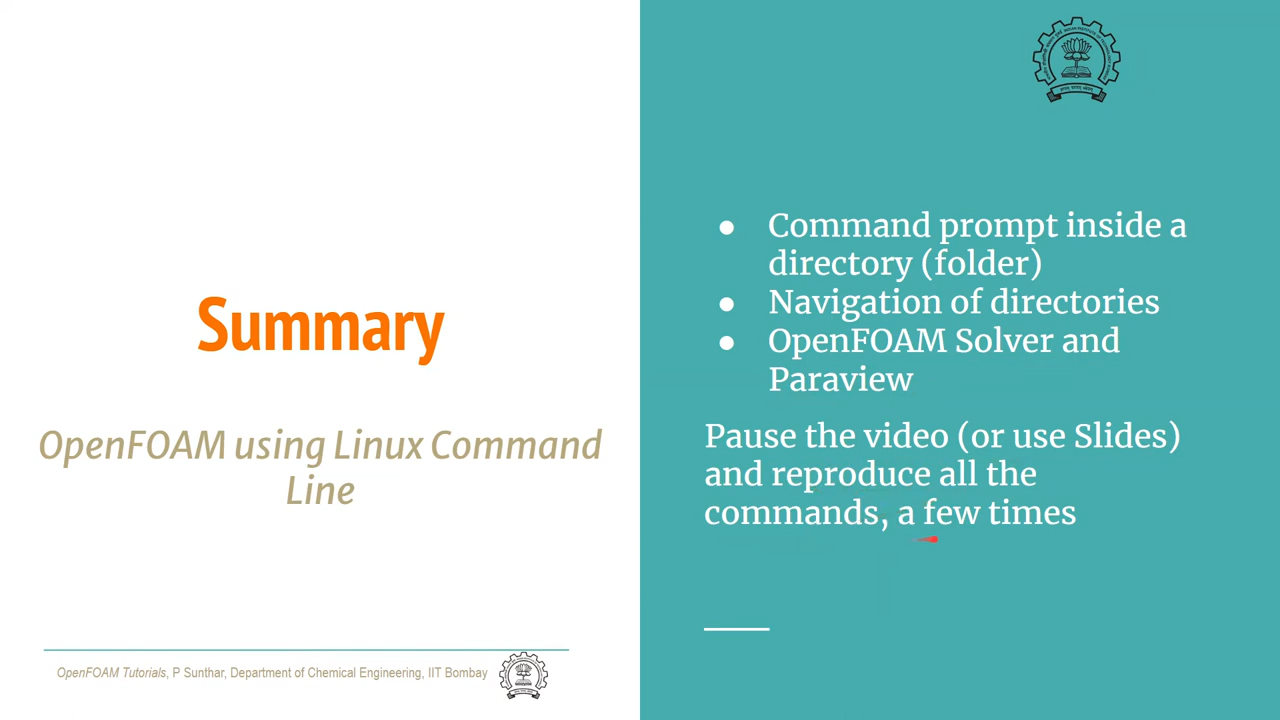 Summary
OpenFOAM using Linux Command
Line
OpenFOAM Tutorials, P Sunthar, Department of Chemical Engineering, IIT Bombay
● Command prompt inside a
directory (folder)
● Navigation of directories
● OpenFOAM Solver and
Paraview
Pause the video (or use Slides)
and reproduce all the
commands, a few times